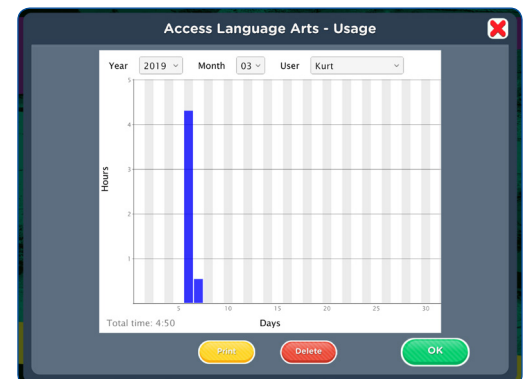 Access Language Arts - Usage
Year 2019 Month 03 User Kurt
5
4
3
2
1
Hours
5 10 15 20 25 30
Total time: 4:50 Days
Print Delete OK